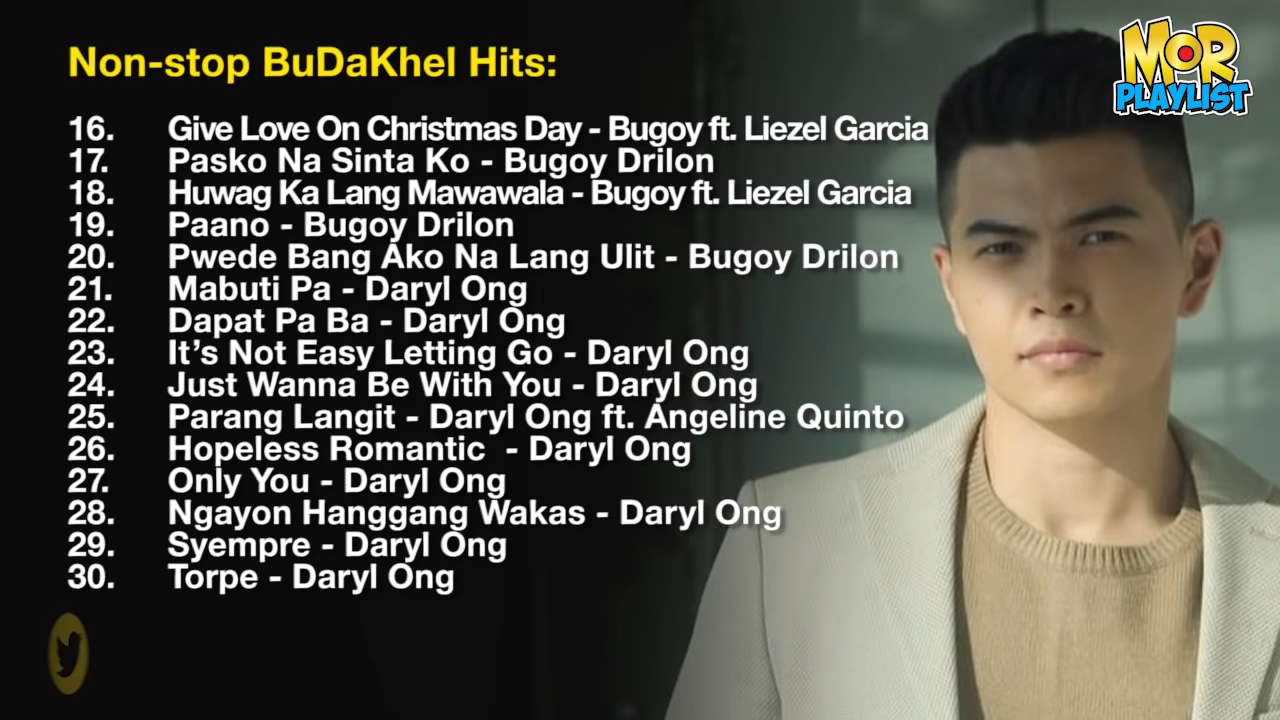 MOR
PLAYLIST
Non-stop BuDaKhel Hits:
16. Give Love On Christmas Day - Bugoy ft. Liezel Garcia
17. Pasko Na Sinta Ko - Bugoy Drilon
18. Huwag Ka Lang Mawawala - Bugoy ft. Liezel Garcia
19. Paano - Bugoy Drilon
20. Pwede Bang Ako Na Lang Ulit - Bugoy Drilon
21. Mabuti Pa - Daryl Ong
22. Dapat Pa Ba - Daryl Ong
23. It’s Not Easy Letting Go - Daryl Ong
24. Just Wanna Be With You - Daryl Ong
25. Parang Langit - Daryl Ong ft. Angeline Quinto
26. Hopeless Romantic - Daryl Ong
27. Only You - Daryl Ong
28. Ngayon Hanggang Wakas - Daryl Ong
29. Syempre - Daryl Ong
30. Torpe - Daryl Ong